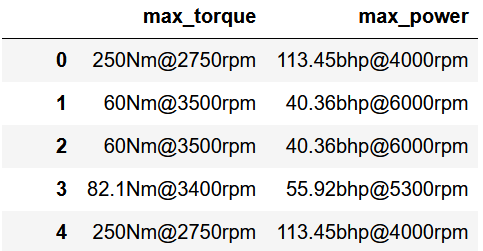 max_torque max_power
0 250Nm@2750rpm 113.45bhp@4000rpm
1 60Nm@3500rpm 40.36bhp@6000rpm
2 60Nm@3500rpm 40.36bhp@6000rpm
3 82.1Nm@3400rpm 55.92bhp@5300rpm
4 250Nm@2750rpm 113.45bhp@4000rpm